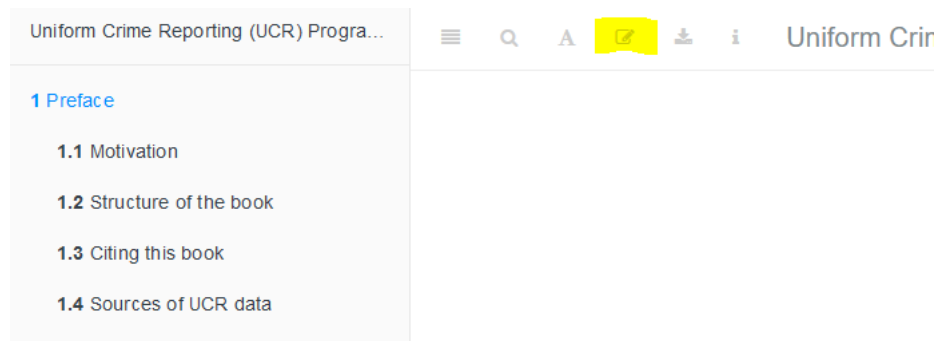 Uniform Crime Reporting (UCR) Progra...
A
i
Uniform Crim
1 Preface
1.1 Motivation
1.2 Structure of the book
1.3 Citing this book
1.4 Sources of UCR data